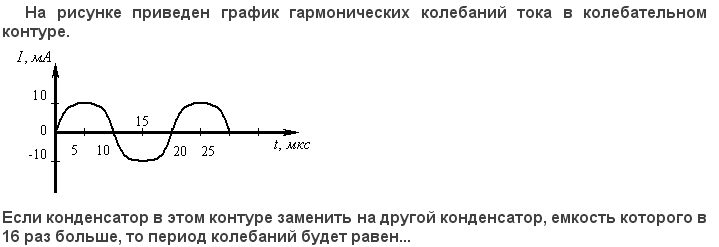 На рисунке приведен график гармонических колебаний тока в колебательном
контуре.
I, мА
10
15
0
5 10 20 25
t, мкс
-10
Если конденсатор в этом контуре заменить на другой конденсатор, емкость которого в
16 раз больше, то период колебаний будет равен...